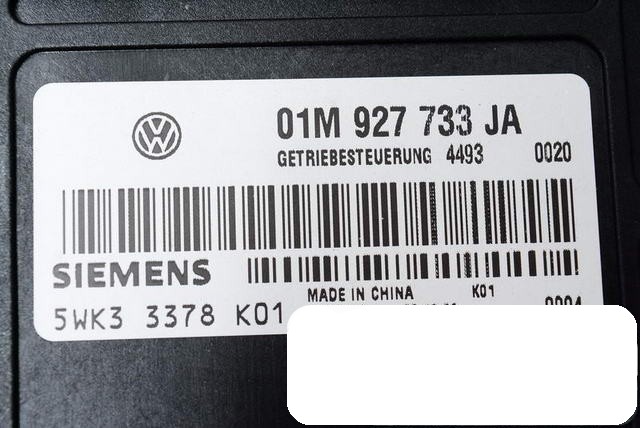 01M 927 733 JA
GETRIEBESTEUERUNG 4493 0020
SIEMENS
MADE IN CHINA K01
5WK3 3378 K01